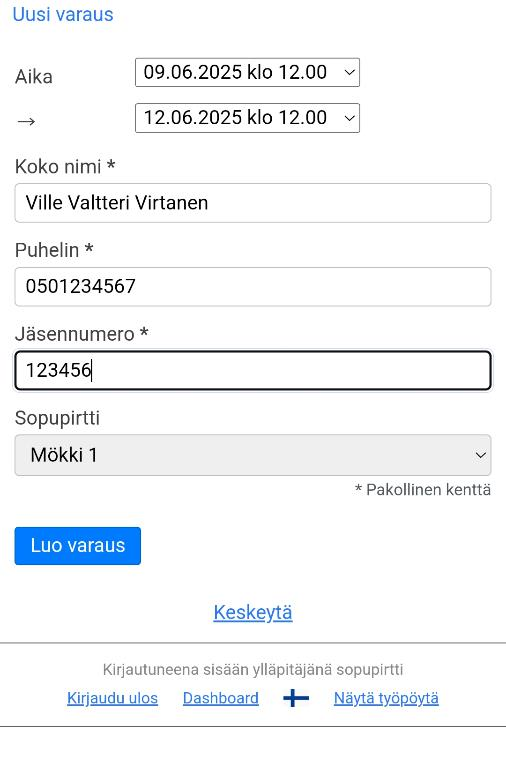 Uusi varaus
Aika 09.06.2025 klo 12.00
→ 12.06.2025 klo 12.00
Koko nimi *
Ville Valtteri Virtanen
Puhelin *
0501234567
Jäsennumero *
123456
Sopupirtti
Mökki 1
* Pakollinen kenttä
Luo varaus
Keskeytä
Kirjautuneena sisään ylläpitäjänä sopupirtti
Kirjaudu ulos Dashboard Näytä työpöytä